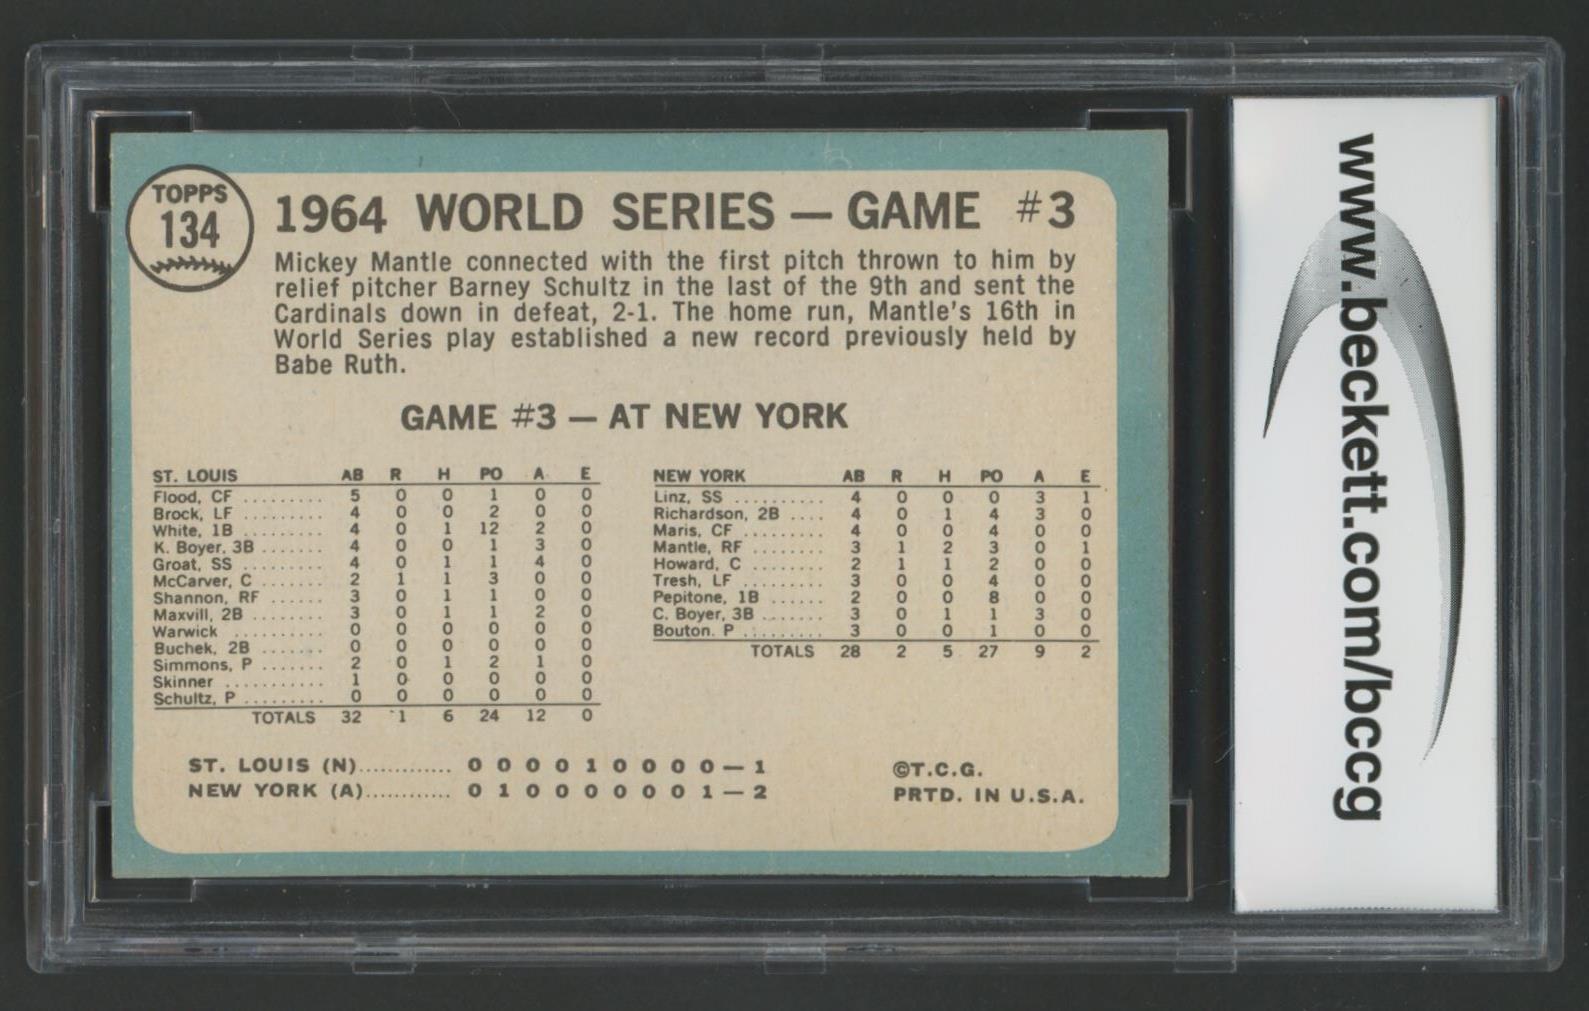 TOPPS
134
1964 WORLD SERIES — GAME #3
Mickey Mantle connected with the first pitch thrown to him by
relief pitcher Barney Schultz in the last of the 9th and sent the
Cardinals down in defeat, 2-1. The home run, Mantle's 16th in
World Series play established a new record previously held by
Babe Ruth.
GAME #3 — AT NEW YORK
ST. LOUIS AB R H PO A E
Flood, CF ......... 5 0 0 1 0 0
Brock, LF ......... 4 0 0 2 0 0
White, 1B ......... 4 0 1 12 2 0
K. Boyer, 3B ....... 4 0 0 1 3 0
Groat, SS ......... 4 0 1 1 4 0
McCarver, C ....... 2 1 1 3 0 0
Shannon, RF ...... 3 0 1 1 0 0
Maxvill, 2B ........ 3 0 1 1 2 0
Warwick .......... 0 0 0 0 0 0
Buchek, 2B ........ 0 0 0 0 0 0
Simmons, P ....... 2 0 1 2 1 0
Skinner ........... 1 0 0 0 0 0
Schultz, P ......... 0 0 0 0 0 0
TOTALS 32 1 6 24 12 0
NEW YORK AB R H PO A E
Linz, SS .......... 4 0 0 0 3 1
Richardson, 2B .... 4 0 1 4 3 0
Maris, CF ......... 4 0 0 4 0 0
Mantle, RF ........ 3 1 2 3 0 1
Howard, C ........ 2 1 1 2 0 0
Tresh, LF ......... 3 0 0 4 0 0
Pepitone, 1B ...... 2 0 0 8 0 0
C. Boyer, 3B ....... 3 0 1 1 3 0
Bouton. P ......... 3 0 0 1 0 0
TOTALS 28 2 5 27 9 2
ST. LOUIS (N)............. 0 0 0 0 1 0 0 0 0—1
NEW YORK (A)............ 0 1 0 0 0 0 0 0 1—2
©T.C.G.
PRTD. IN U.S.A.
www.beckett.com/bccg